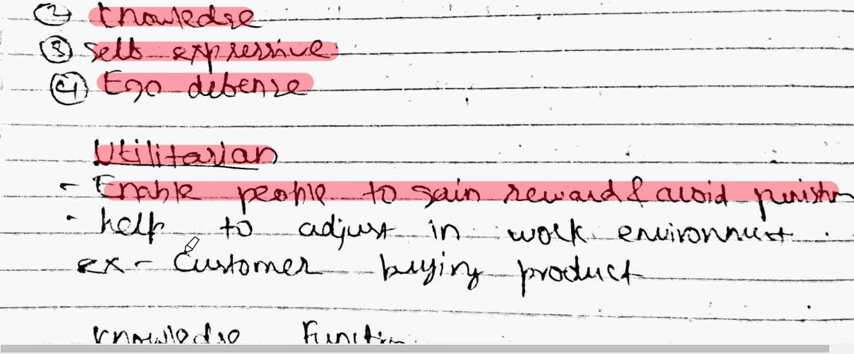 ② Knowledge
③ Self expressive
④ Ego defense
Utilitarian
- Enable people to gain reward & avoid punishm
- help to adjust in work environment.
ex - Customer buying product
Knowledge Function